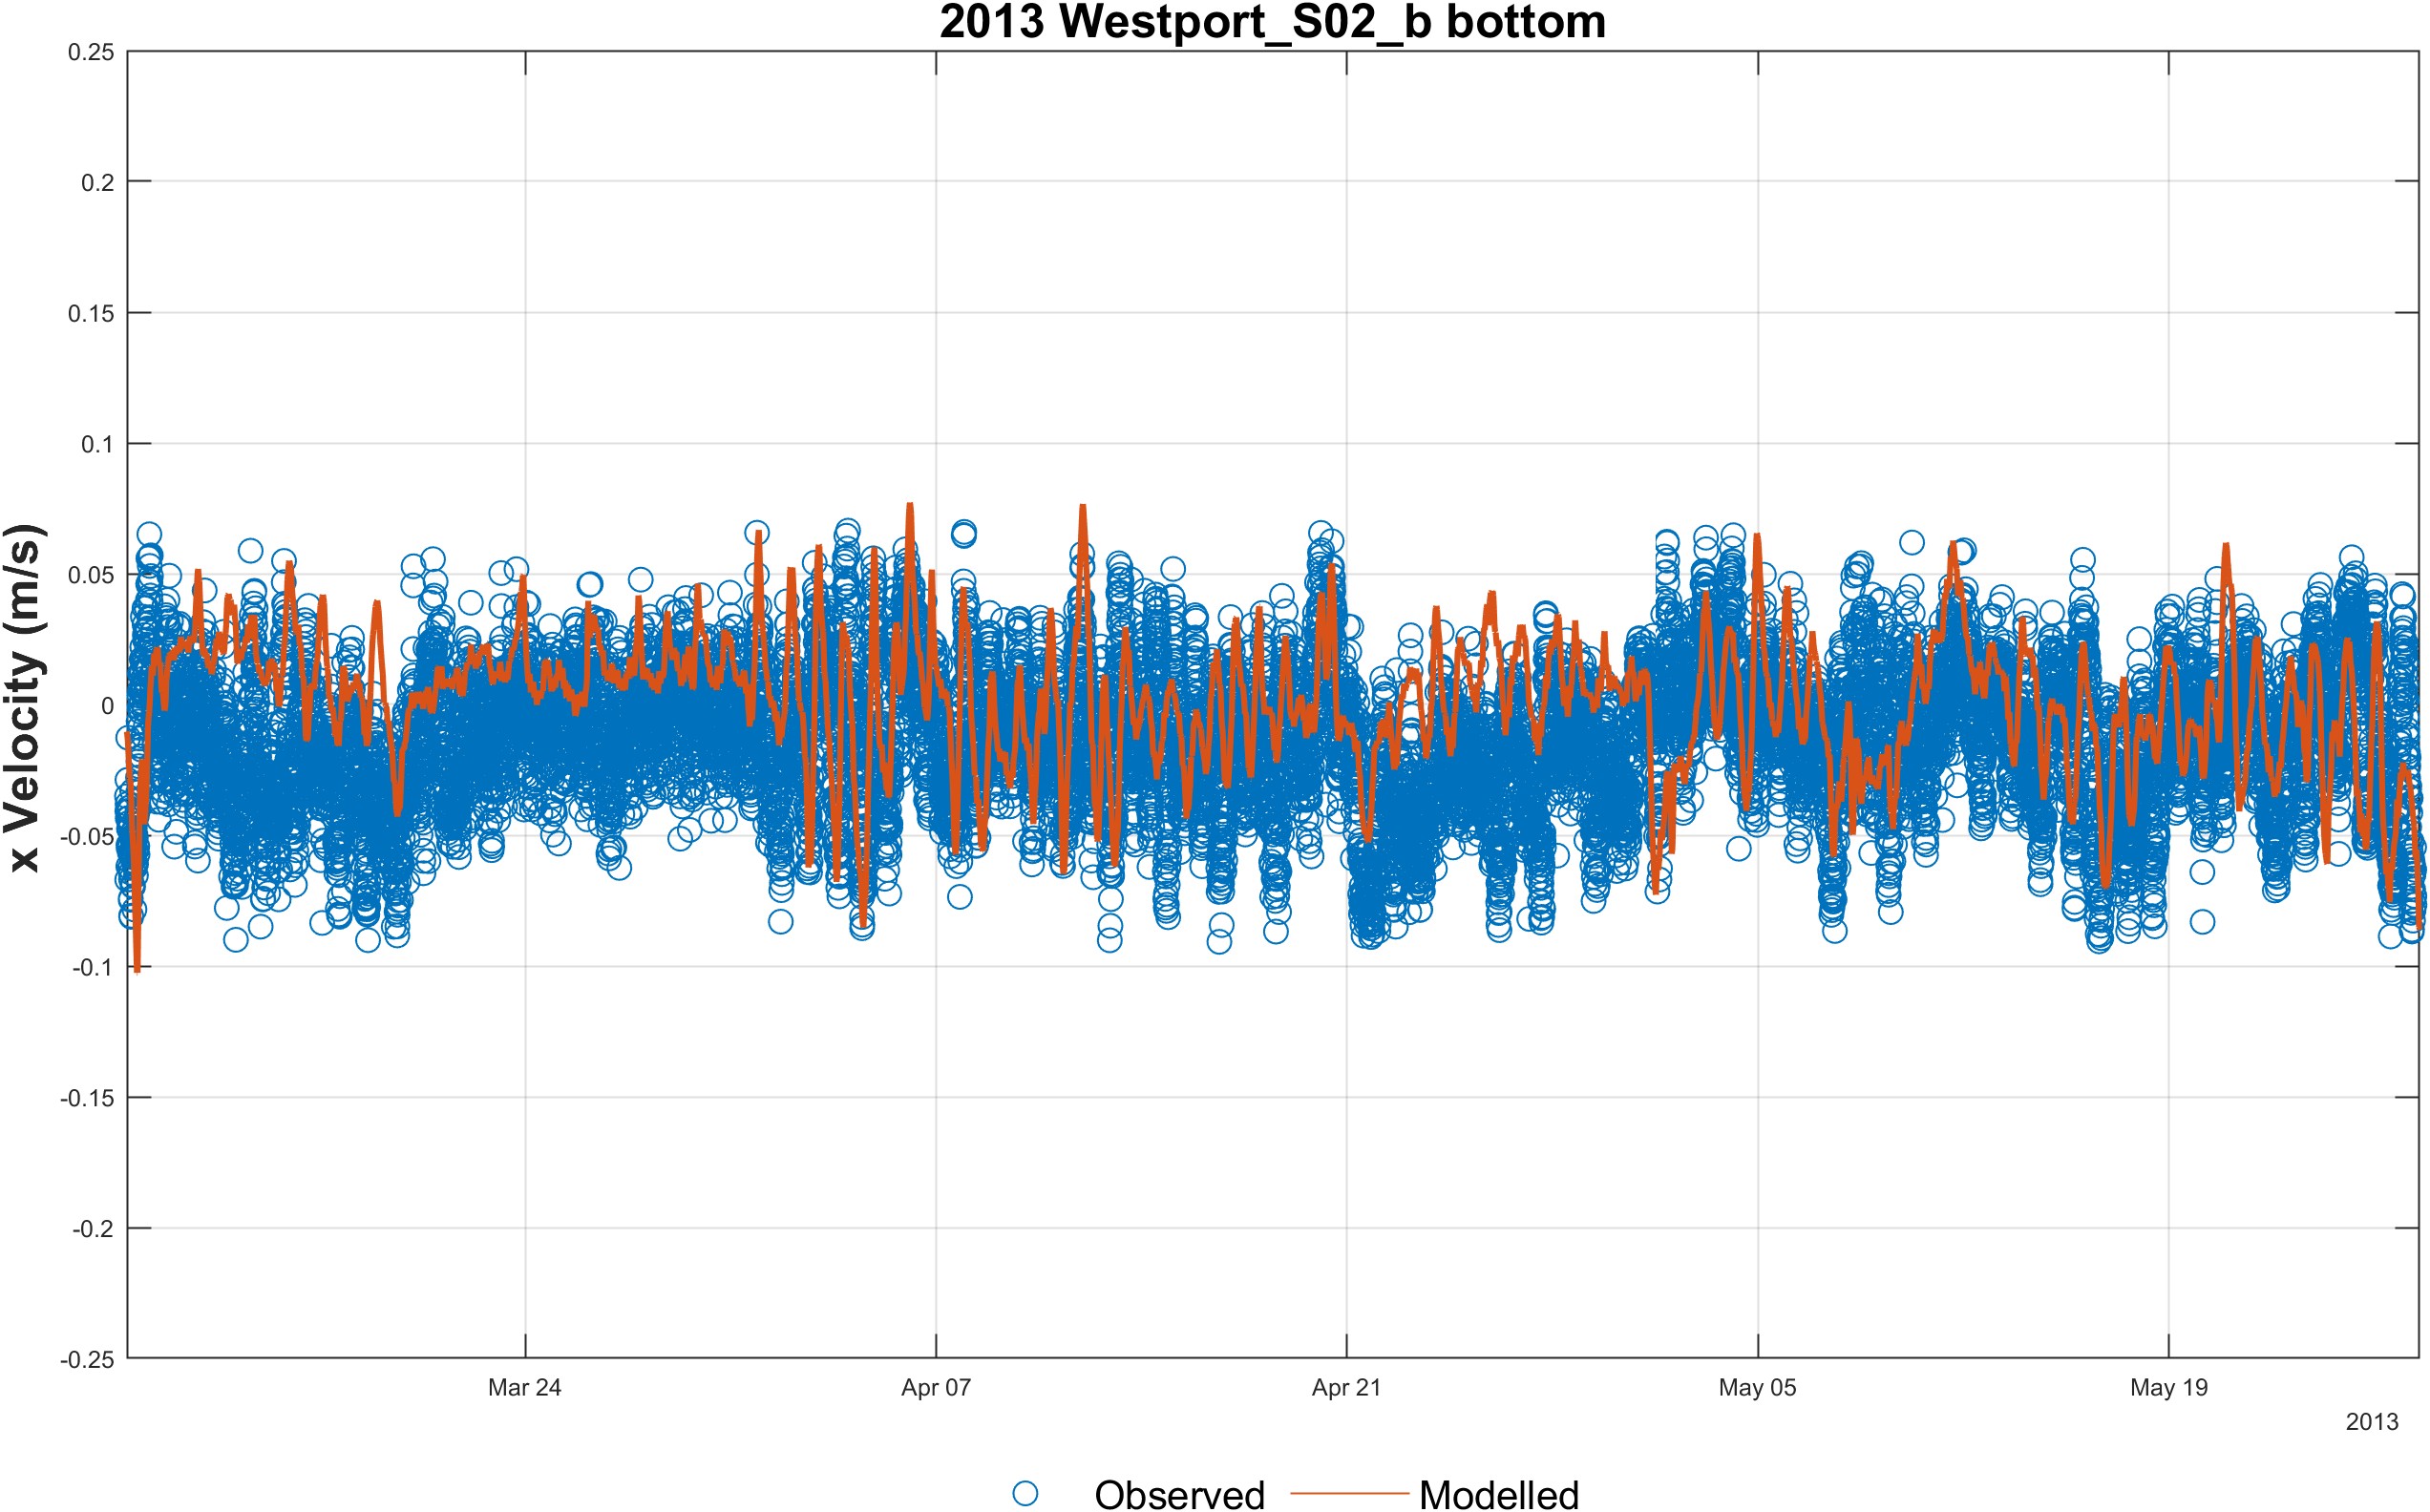 2013 Westport_S02_b bottom
x Velocity (m/s)
0.25
0.2
0.15
0.1
0.05
0
-0.05
-0.1
-0.15
-0.2
-0.25
Mar 24
Apr 07
Apr 21
May 05
May 19
2013
Observed
Modelled